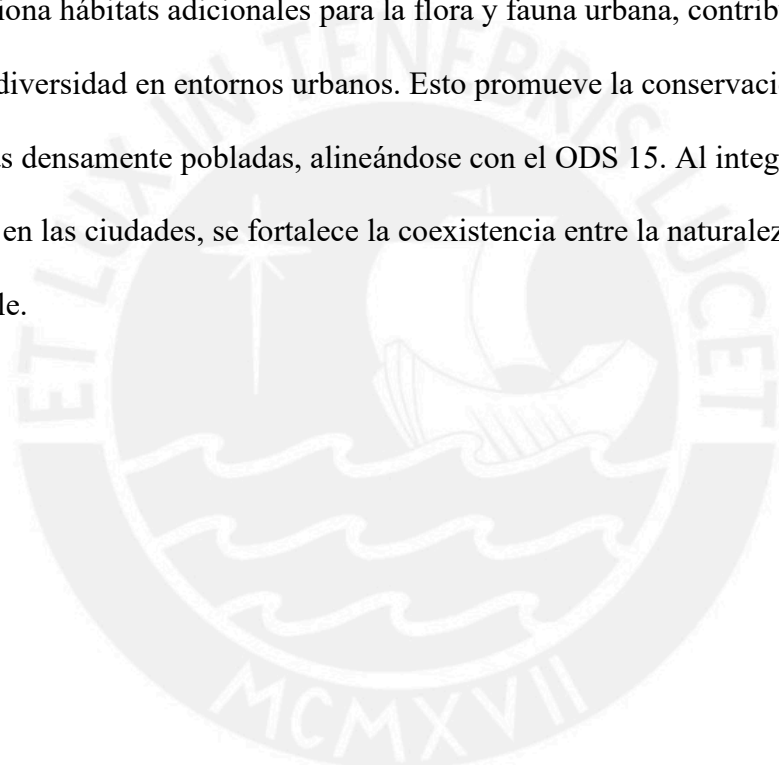 iona hábitats adicionales para la flora y fauna urbana, contrib
diversidad en entornos urbanos. Esto promueve la conservaci
s densamente pobladas, alineándose con el ODS 15. Al integ
en las ciudades, se fortalece la coexistencia entre la naturalez
le.
ET LUX IN TENEBRIS LUCET
MCMXVII